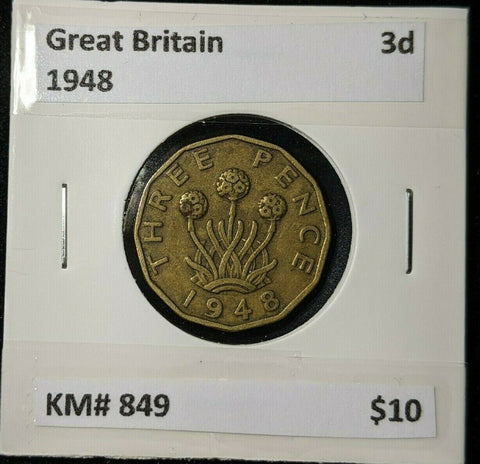 Great Britain 3d
1948
THREE PENCE
1948
KM# 849 $10